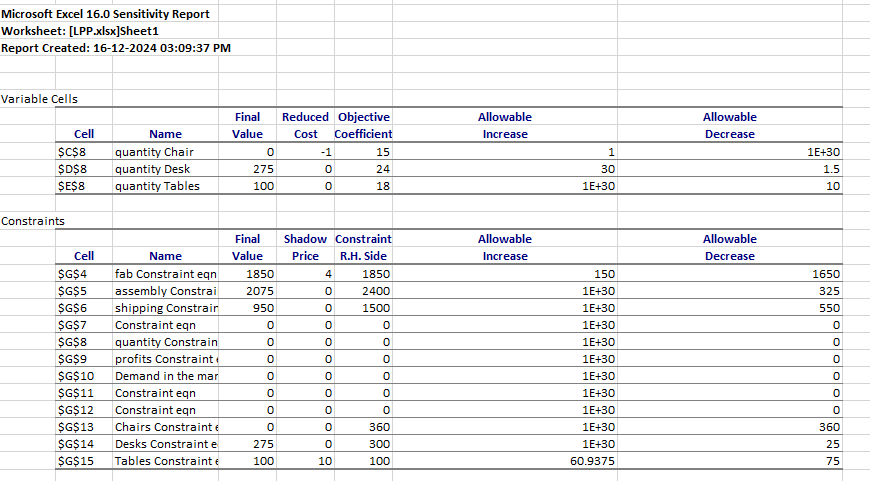 Microsoft Excel 16.0 Sensitivity Report
Worksheet: [LPP.xlsx]Sheet1
Report Created: 16-12-2024 03:09:37 PM
Variable Cells
Final Reduced Objective Allowable Allowable
Cell Name Value Cost Coefficient Increase Decrease
$C$8 quantity Chair 0 -1 15 1 1E+30
$D$8 quantity Desk 275 0 24 30 1.5
$E$8 quantity Tables 100 0 18 1E+30 10
Constraints
Final Shadow Constraint Allowable Allowable
Cell Name Value Price R.H. Side Increase Decrease
$G$4 fab Constraint eqn 1850 4 1850 150 1650
$G$5 assembly Constrai 2075 0 2400 1E+30 325
$G$6 shipping Constrain 950 0 1500 1E+30 550
$G$7 Constraint eqn 0 0 0 1E+30 0
$G$8 quantity Constrain 0 0 0 1E+30 0
$G$9 profits Constraint e 0 0 0 1E+30 0
$G$10 Demand in the mar 0 0 0 1E+30 0
$G$11 Constraint eqn 0 0 0 1E+30 0
$G$12 Constraint eqn 0 0 0 1E+30 0
$G$13 Chairs Constraint e 0 0 360 1E+30 360
$G$14 Desks Constraint e 275 0 300 1E+30 25
$G$15 Tables Constraint e 100 10 100 60.9375 75